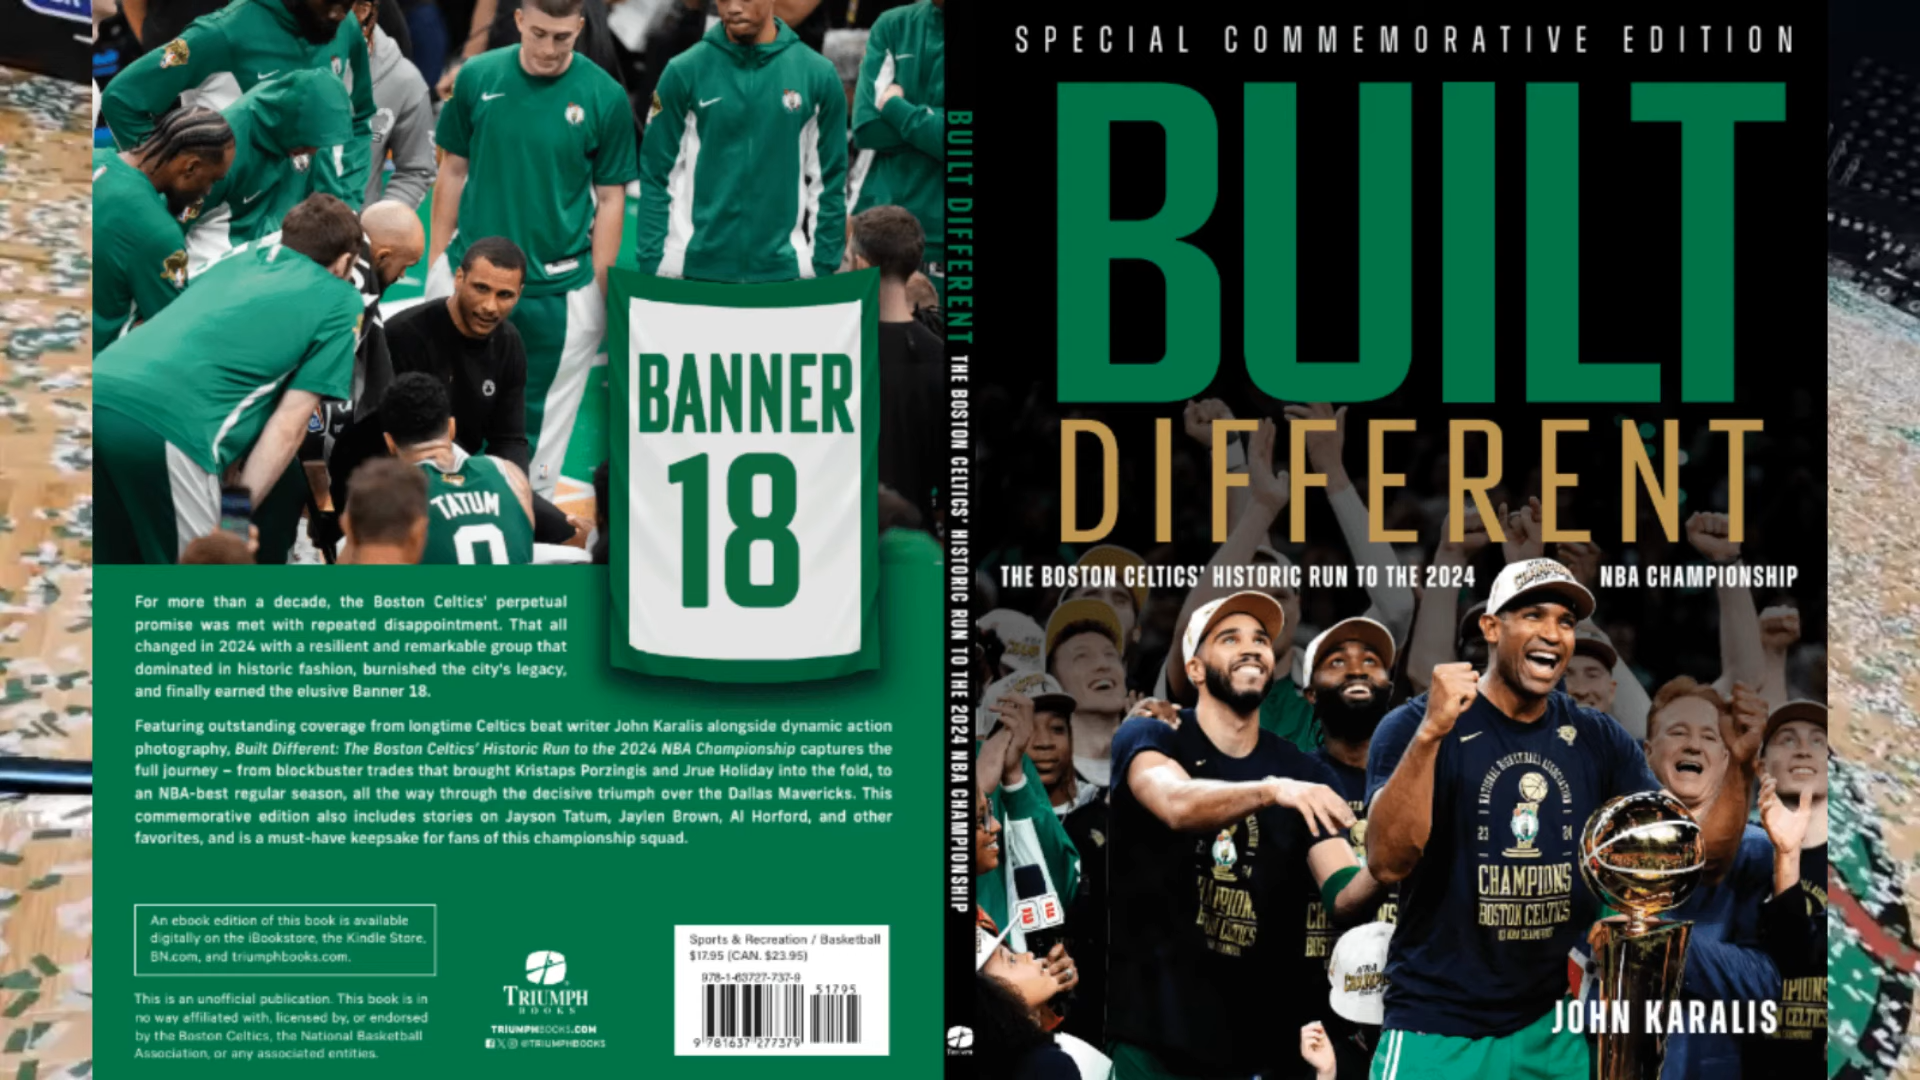 TATUM
0
BANNER
18
For more than a decade, the Boston Celtics' perpetual
promise was met with repeated disappointment. That all
changed in 2024 with a resilient and remarkable group that
dominated in historic fashion, burnished the city's legacy,
and finally earned the elusive Banner 18.
Featuring outstanding coverage from longtime Celtics beat writer John Karalis alongside dynamic action
photography, Built Different: The Boston Celtics' Historic Run to the 2024 NBA Championship captures the
full journey – from blockbuster trades that brought Kristaps Porzingis and Jrue Holiday into the fold, to
an NBA-best regular season, all the way through the decisive triumph over the Dallas Mavericks. This
commemorative edition also includes stories on Jayson Tatum, Jaylen Brown, Al Horford, and other
favorites, and is a must-have keepsake for fans of this championship squad.
An ebook edition of this book is available
digitally on the iBookstore, the Kindle Store,
BN.com, and triumphbooks.com.
This is an unofficial publication. This book is in
no way affiliated with, licensed by, or endorsed
by the Boston Celtics, the National Basketball
Association, or any associated entities.
TRIUMPH
BOOKS
TRIUMPHBOOKS.COM
@TRIUMPHBOOKS
Sports & Recreation / Basketball
$17.95 (CAN. $23.95)
978-1-63727-737-9
51795
9 781637 277379
BUILT DIFFERENT THE BOSTON CELTICS' HISTORIC RUN TO THE 2024 NBA CHAMPIONSHIP
TRIUMPH
SPECIAL COMMEMORATIVE EDITION
BUILT
DIFFERENT
THE BOSTON CELTICS' HISTORIC RUN TO THE 2024 NBA CHAMPIONSHIP
NATIONAL BASKETBALL ASSOCIATION
23 24
CHAMPIONS
BOSTON CELTICS
JOHN KARALIS